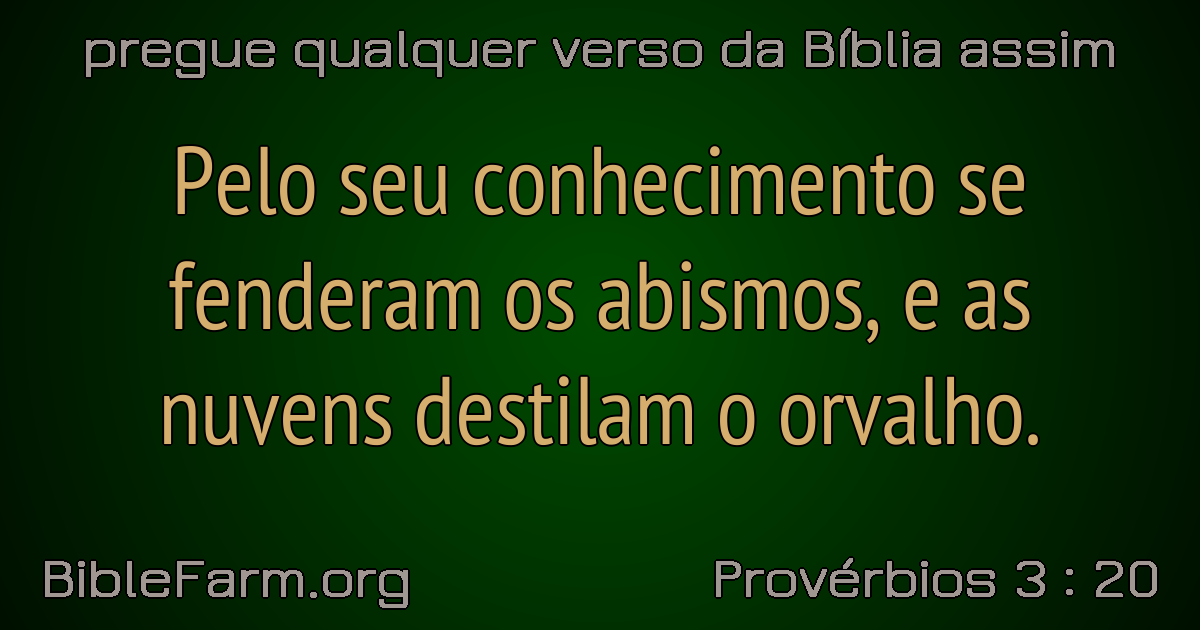 pregue qualquer verso da Bíblia assim
Pelo seu conhecimento se
fenderam os abismos, e as
nuvens destilam o orvalho.
BibleFarm.org
Provérbios 3 : 20